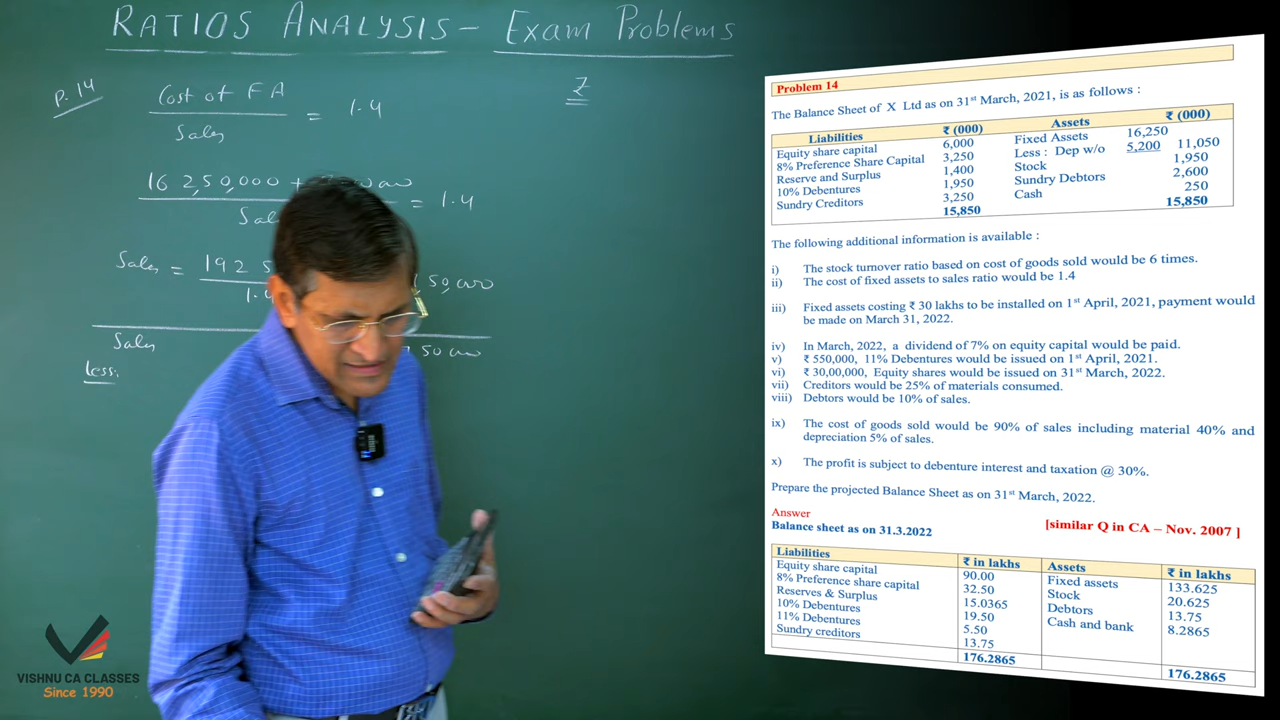 RATIOS ANALYSIS - Exam Problems
P.14
Cost of FA
Sales
= 1.4
₹
16 2,50,000 +
= 1.4
Sales = 192 5
50,000
Sales
50 000
Less:
VISHNU CA CLASSES
Since 1990
Problem 14
The Balance Sheet of X Ltd as on 31st March, 2021, is as follows :
Liabilities ₹ (000) Assets ₹ (000)
Equity share capital 6,000 Fixed Assets 16,250
8% Preference Share Capital 3,250 Less : Dep w/o 5,200 11,050
Reserve and Surplus 1,400 Stock 1,950
10% Debentures 1,950 Sundry Debtors 2,600
Sundry Creditors 3,250 Cash 250
15,850 15,850
The following additional information is available :
i) The stock turnover ratio based on cost of goods sold would be 6 times.
ii) The cost of fixed assets to sales ratio would be 1.4
iii) Fixed assets costing ₹ 30 lakhs to be installed on 1st April, 2021, payment would
be made on March 31, 2022.
iv) In March, 2022, a dividend of 7% on equity capital would be paid.
v) ₹ 550,000, 11% Debentures would be issued on 1st April, 2021.
vi) ₹ 30,00,000, Equity shares would be issued on 31st March, 2022.
vii) Creditors would be 25% of materials consumed.
viii) Debtors would be 10% of sales.
ix) The cost of goods sold would be 90% of sales including material 40% and
depreciation 5% of sales.
x) The profit is subject to debenture interest and taxation @ 30%.
Prepare the projected Balance Sheet as on 31st March, 2022.
Answer
Balance sheet as on 31.3.2022 [similar Q in CA – Nov. 2007 ]
Liabilities ₹ in lakhs Assets ₹ in lakhs
Equity share capital 90.00 Fixed assets 133.625
8% Preference share capital 32.50 Stock 20.625
Reserves & Surplus 15.0365 Debtors 13.75
10% Debentures 19.50 Cash and bank 8.2865
11% Debentures 5.50
Sundry creditors 13.75
176.2865 176.2865